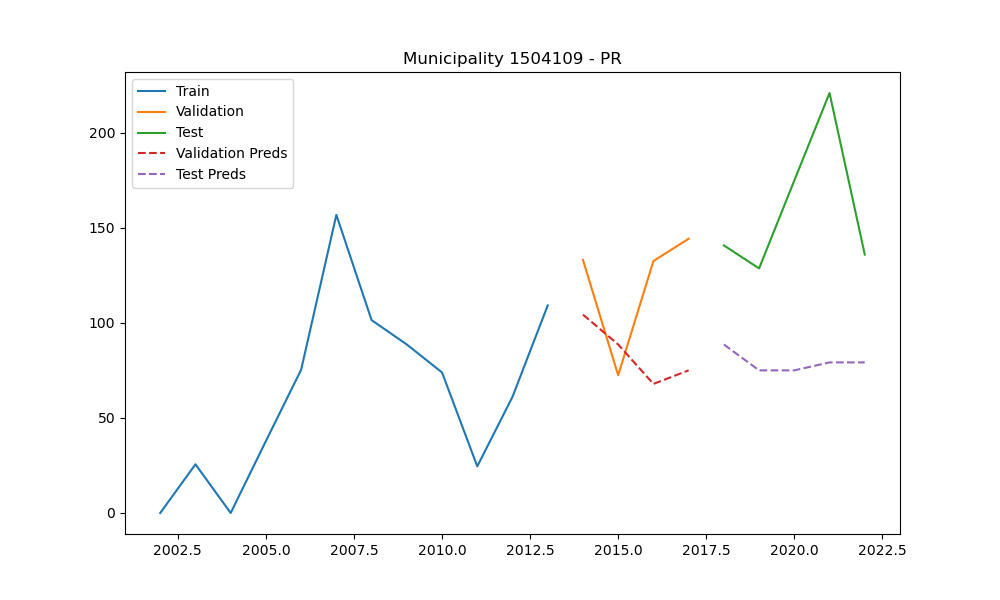 Municipality 1504109 - PR
Train
Validation
Test
Validation Preds
Test Preds
200
150
100
50
0
2002.5 2005.0 2007.5 2010.0 2012.5 2015.0 2017.5 2020.0 2022.5